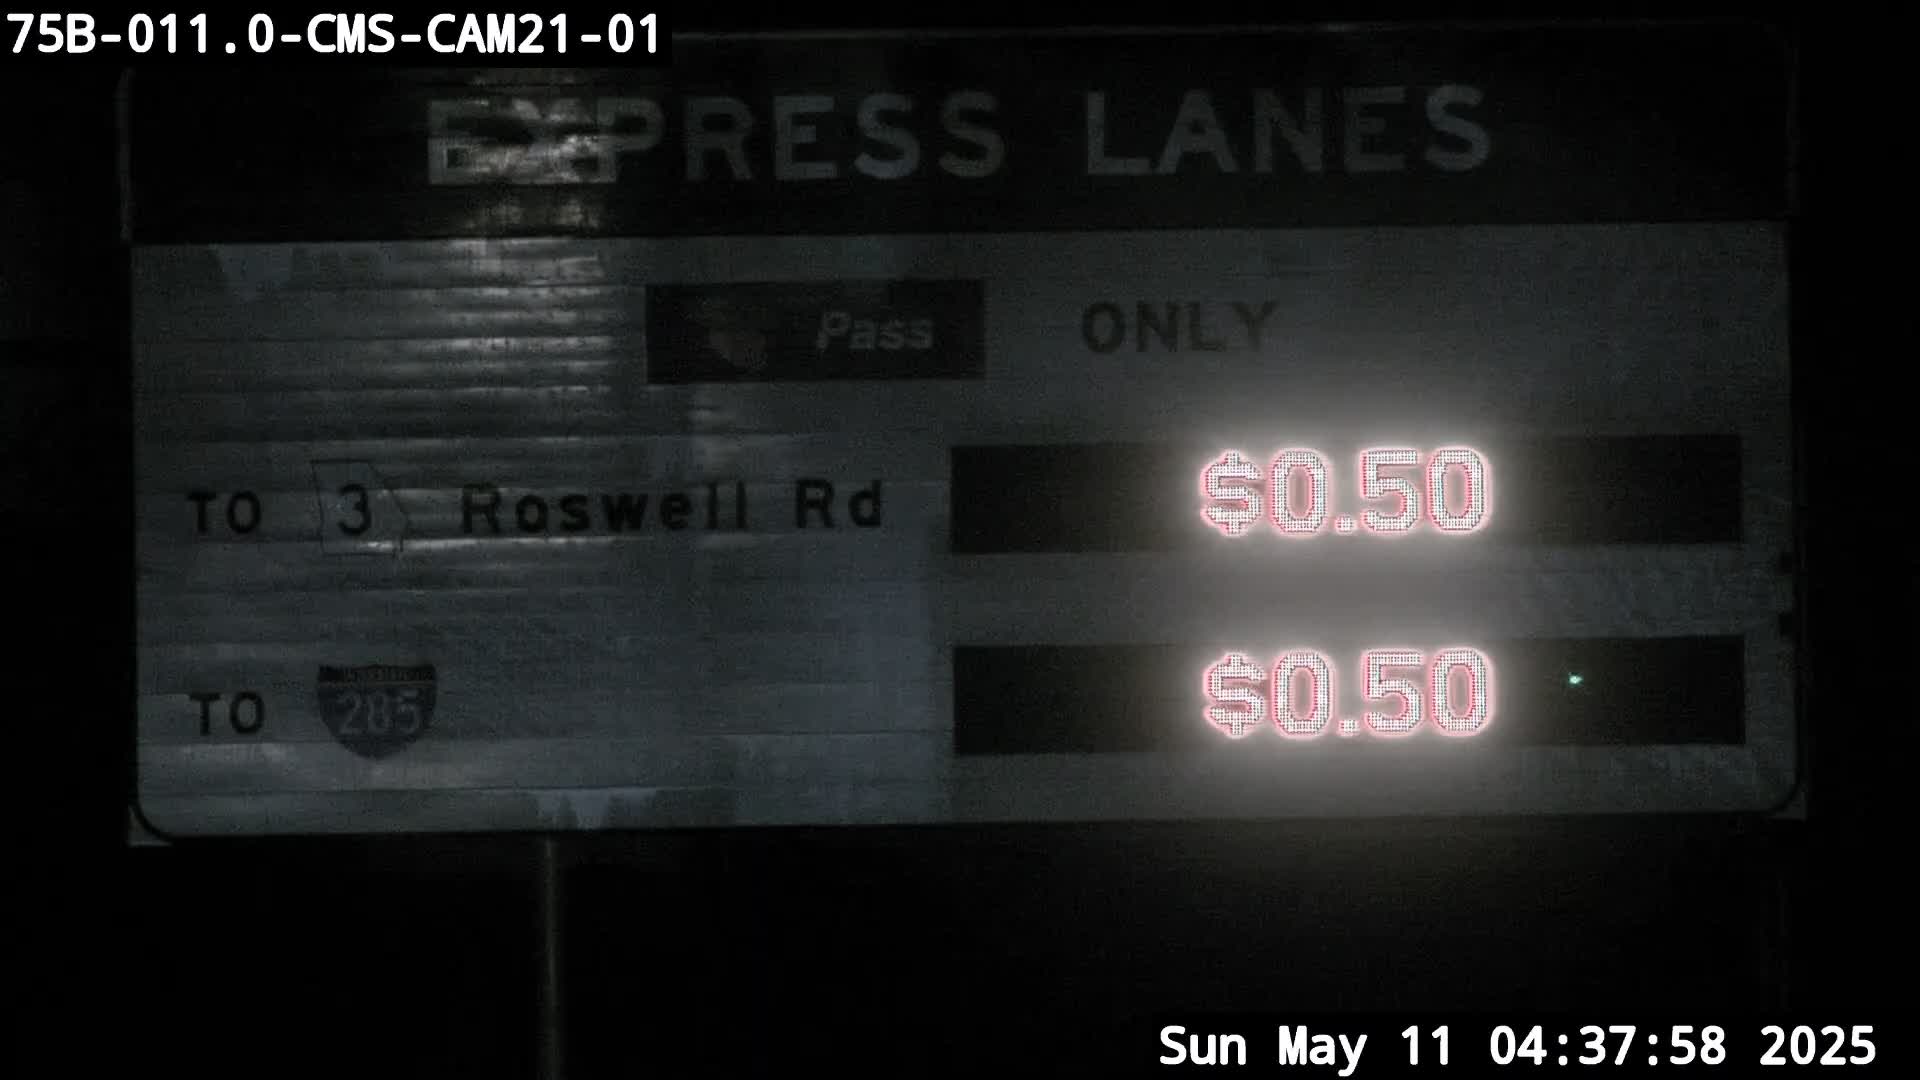 75B-011.0-CMS-CAM21-01
EXPRESS LANES
Pass ONLY
TO 3 Roswell Rd $0.50
TO INTERSTATE 285 $0.50
Sun May 11 04:37:58 2025